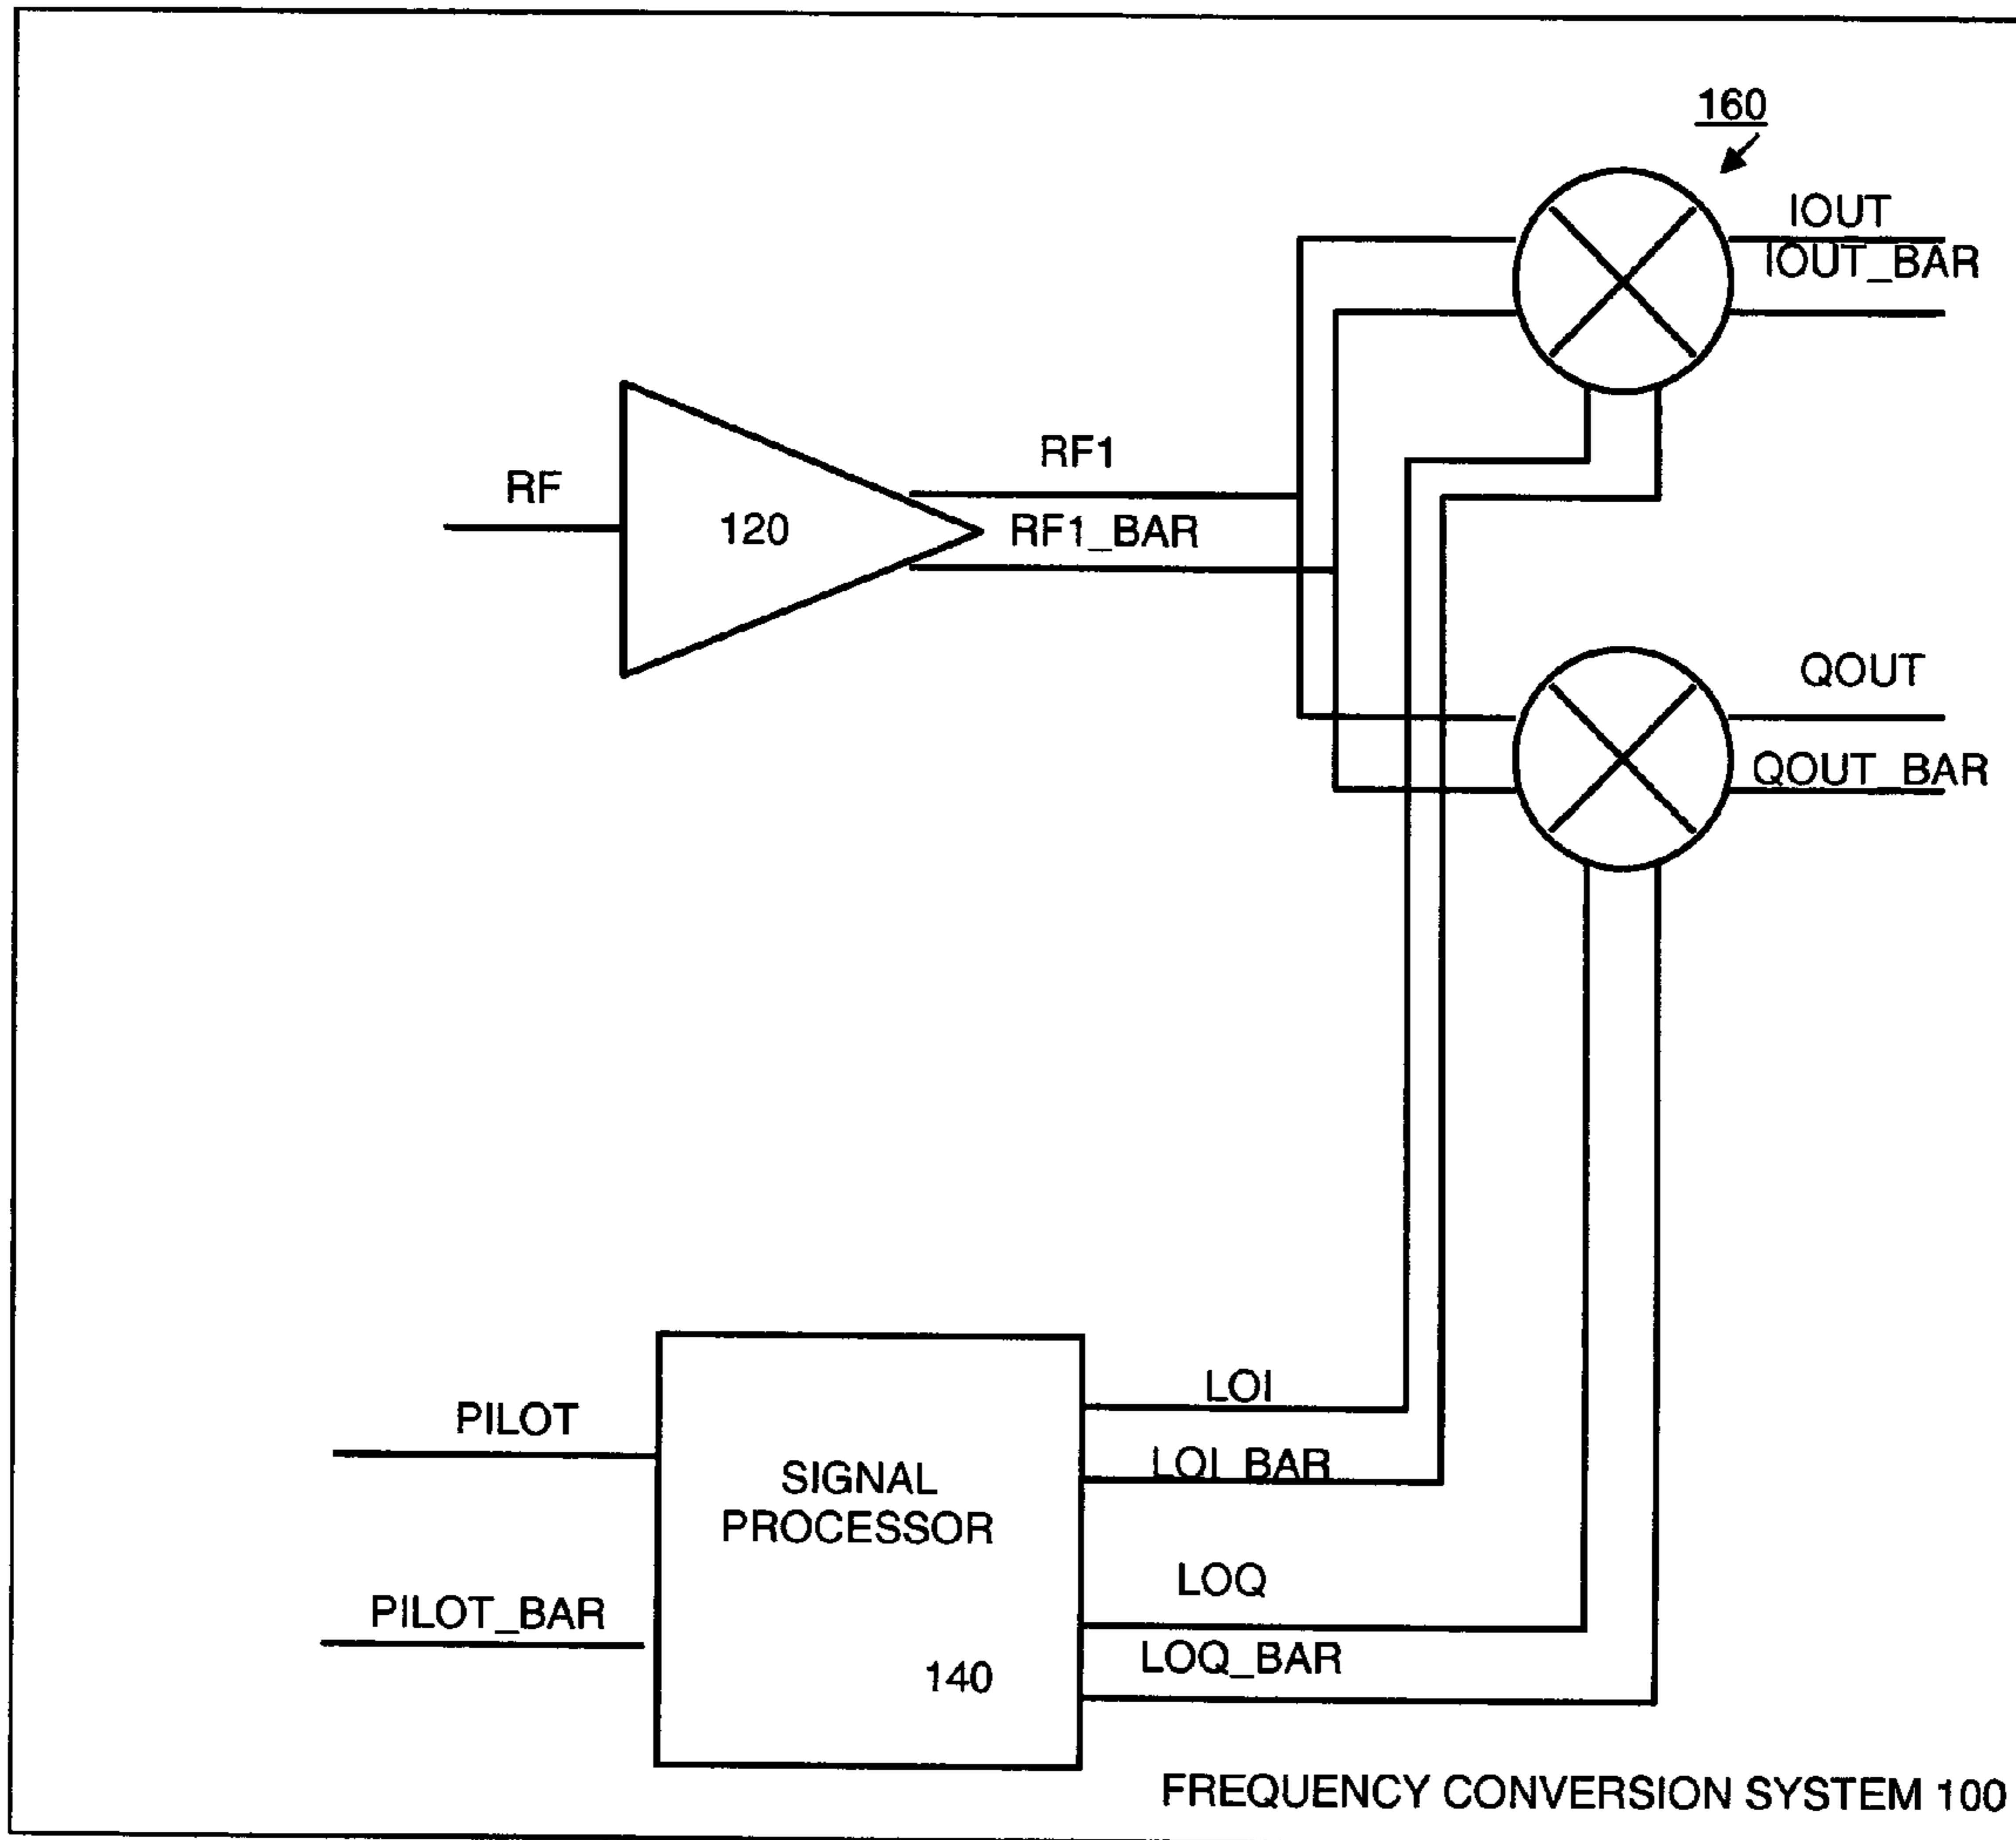 160
IOUT
IOUT_BAR
RF1
RF
120
RF1_BAR
QOUT
QOUT_BAR
LOI
PILOT
LOI_BAR
SIGNAL
PROCESSOR
LOQ
PILOT_BAR
LOQ_BAR
140
FREQUENCY CONVERSION SYSTEM 100